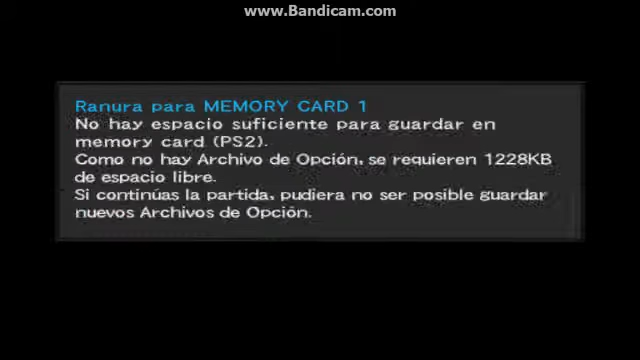 www.Bandicam.com
Ranura para MEMORY CARD 1
No hay espacio suficiente para guardar en
memory card (PS2).
Como no hay Archivo de Opción, se requieren 1228KB
de espacio libre.
Si continúas la partida, pudiera no ser posible guardar
nuevos Archivos de Opción.